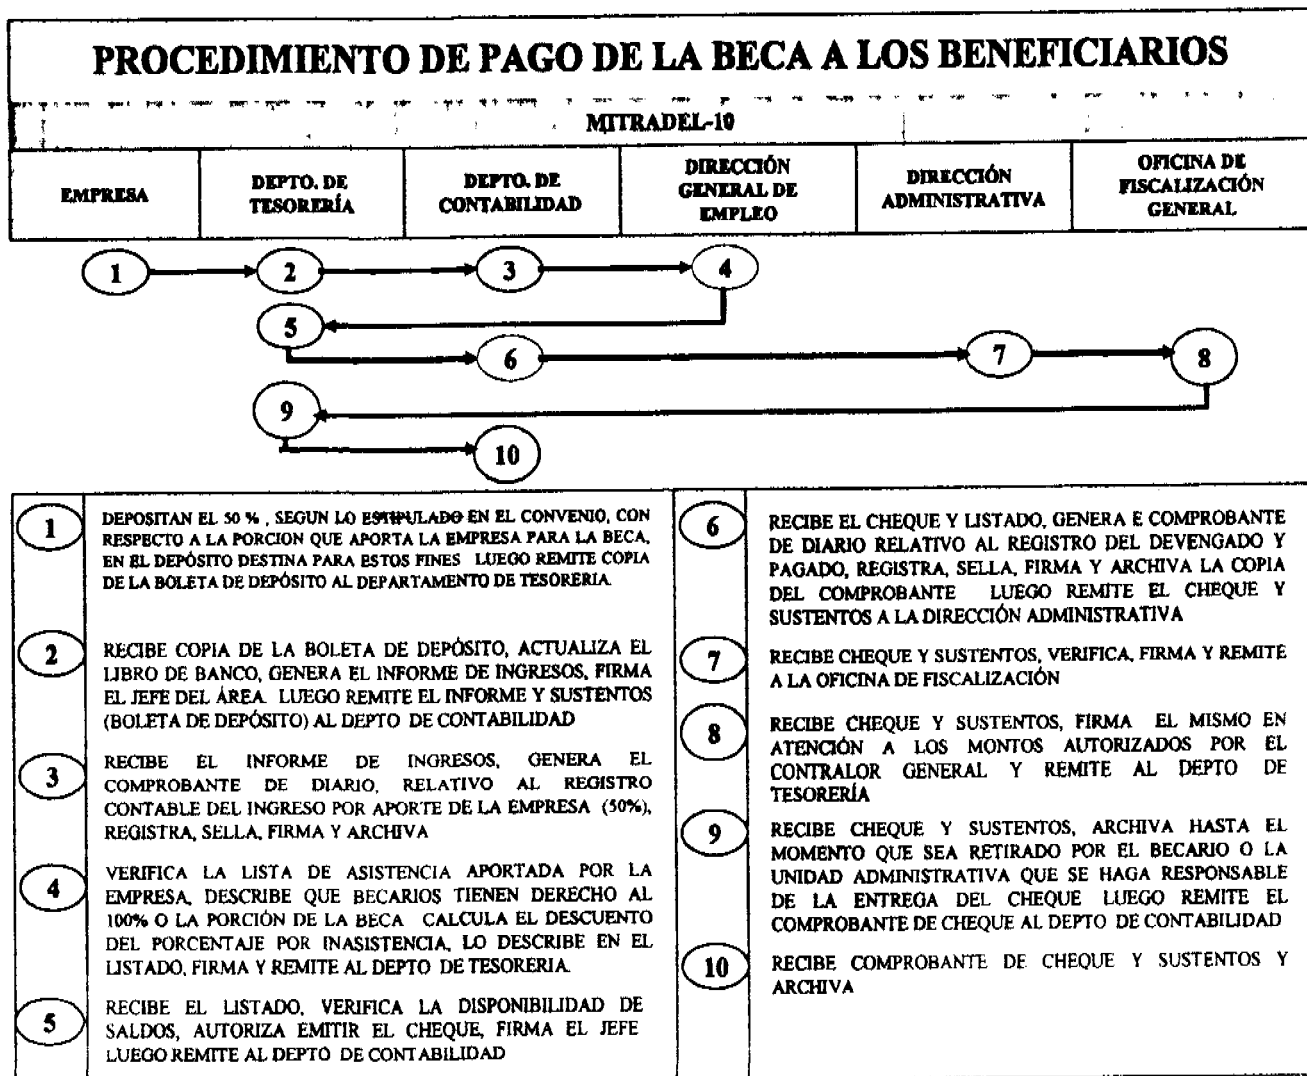 PROCEDIMIENTO DE PAGO DE LA BECA A LOS BENEFICIARIOS
MITRADEL-10
EMPRESA
DEPTO. DE
TESORERÍA
DEPTO. DE
CONTABILIDAD
DIRECCIÓN
GENERAL DE
EMPLEO
DIRECCIÓN
ADMINISTRATIVA
OFICINA DE
FISCALIZACIÓN
GENERAL
1
2
3
4
5
6
7
8
9
10
1
DEPOSITAN EL 50 % , SEGUN LO ESTIPULADO EN EL CONVENIO, CON
RESPECTO A LA PORCION QUE APORTA LA EMPRESA PARA LA BECA,
EN EL DEPÓSITO DESTINA PARA ESTOS FINES LUEGO REMITE COPIA
DE LA BOLETA DE DEPÓSITO AL DEPARTAMENTO DE TESORERIA.
2
RECIBE COPIA DE LA BOLETA DE DEPÓSITO, ACTUALIZA EL
LIBRO DE BANCO, GENERA EL INFORME DE INGRESOS, FIRMA
EL JEFE DEL ÁREA. LUEGO REMITE EL INFORME Y SUSTENTOS
(BOLETA DE DEPÓSITO) AL DEPTO DE CONTABILIDAD
3
RECIBE EL INFORME DE INGRESOS, GENERA EL
COMPROBANTE DE DIARIO, RELATIVO AL REGISTRO
CONTABLE DEL INGRESO POR APORTE DE LA EMPRESA (50%),
REGISTRA, SELLA, FIRMA Y ARCHIVA
4
VERIFICA LA LISTA DE ASISTENCIA APORTADA POR LA
EMPRESA, DESCRIBE QUE BECARIOS TIENEN DERECHO AL
100% O LA PORCIÓN DE LA BECA CALCULA EL DESCUENTO
DEL PORCENTAJE POR INASISTENCIA, LO DESCRIBE EN EL
LISTADO, FIRMA Y REMITE AL DEPTO DE TESORERIA.
5
RECIBE EL LISTADO, VERIFICA LA DISPONIBILIDAD DE
SALDOS, AUTORIZA EMITIR EL CHEQUE, FIRMA EL JEFE
LUEGO REMITE AL DEPTO DE CONTABILIDAD
6
RECIBE EL CHEQUE Y LISTADO, GENERA E COMPROBANTE
DE DIARIO RELATIVO AL REGISTRO DEL DEVENGADO Y
PAGADO, REGISTRA, SELLA, FIRMA Y ARCHIVA LA COPIA
DEL COMPROBANTE LUEGO REMITE EL CHEQUE Y
SUSTENTOS A LA DIRECCIÓN ADMINISTRATIVA
7
RECIBE CHEQUE Y SUSTENTOS, VERIFICA, FIRMA Y REMITE
A LA OFICINA DE FISCALIZACIÓN
8
RECIBE CHEQUE Y SUSTENTOS, FIRMA EL MISMO EN
ATENCIÓN A LOS MONTOS AUTORIZADOS POR EL
CONTRALOR GENERAL Y REMITE AL DEPTO DE
TESORERÍA
9
RECIBE CHEQUE Y SUSTENTOS, ARCHIVA HASTA EL
MOMENTO QUE SEA RETIRADO POR EL BECARIO O LA
UNIDAD ADMINISTRATIVA QUE SE HAGA RESPONSABLE
DE LA ENTREGA DEL CHEQUE LUEGO REMITE EL
COMPROBANTE DE CHEQUE AL DEPTO DE CONTABILIDAD
10
RECIBE COMPROBANTE DE CHEQUE Y SUSTENTOS Y
ARCHIVA